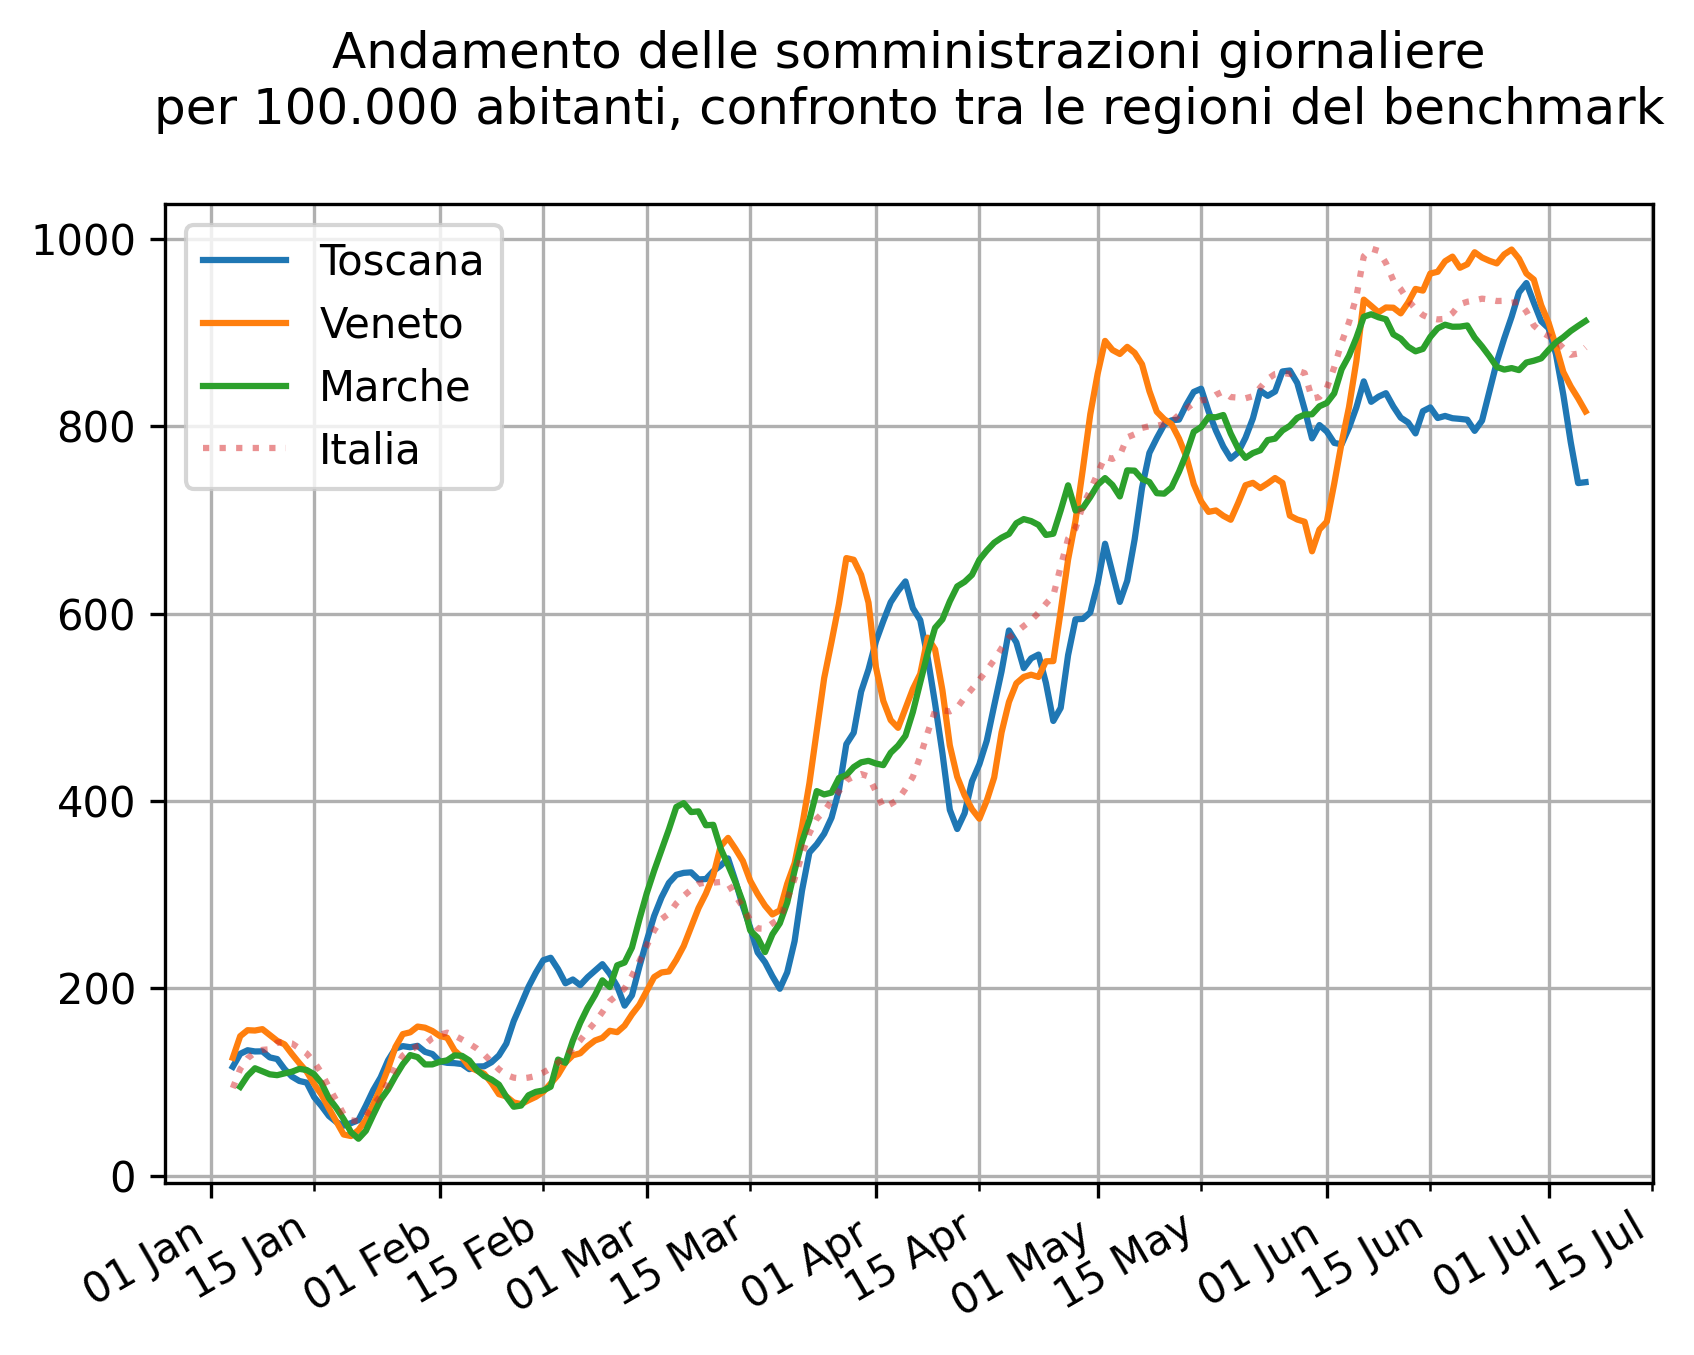 Andamento delle somministrazioni giornaliere
per 100.000 abitanti, confronto tra le regioni del benchmark
Toscana
Veneto
Marche
Italia
1000
800
600
400
200
0
01 Jan
15 Jan
01 Feb
15 Feb
01 Mar
15 Mar
01 Apr
15 Apr
01 May
15 May
01 Jun
15 Jun
01 Jul
15 Jul